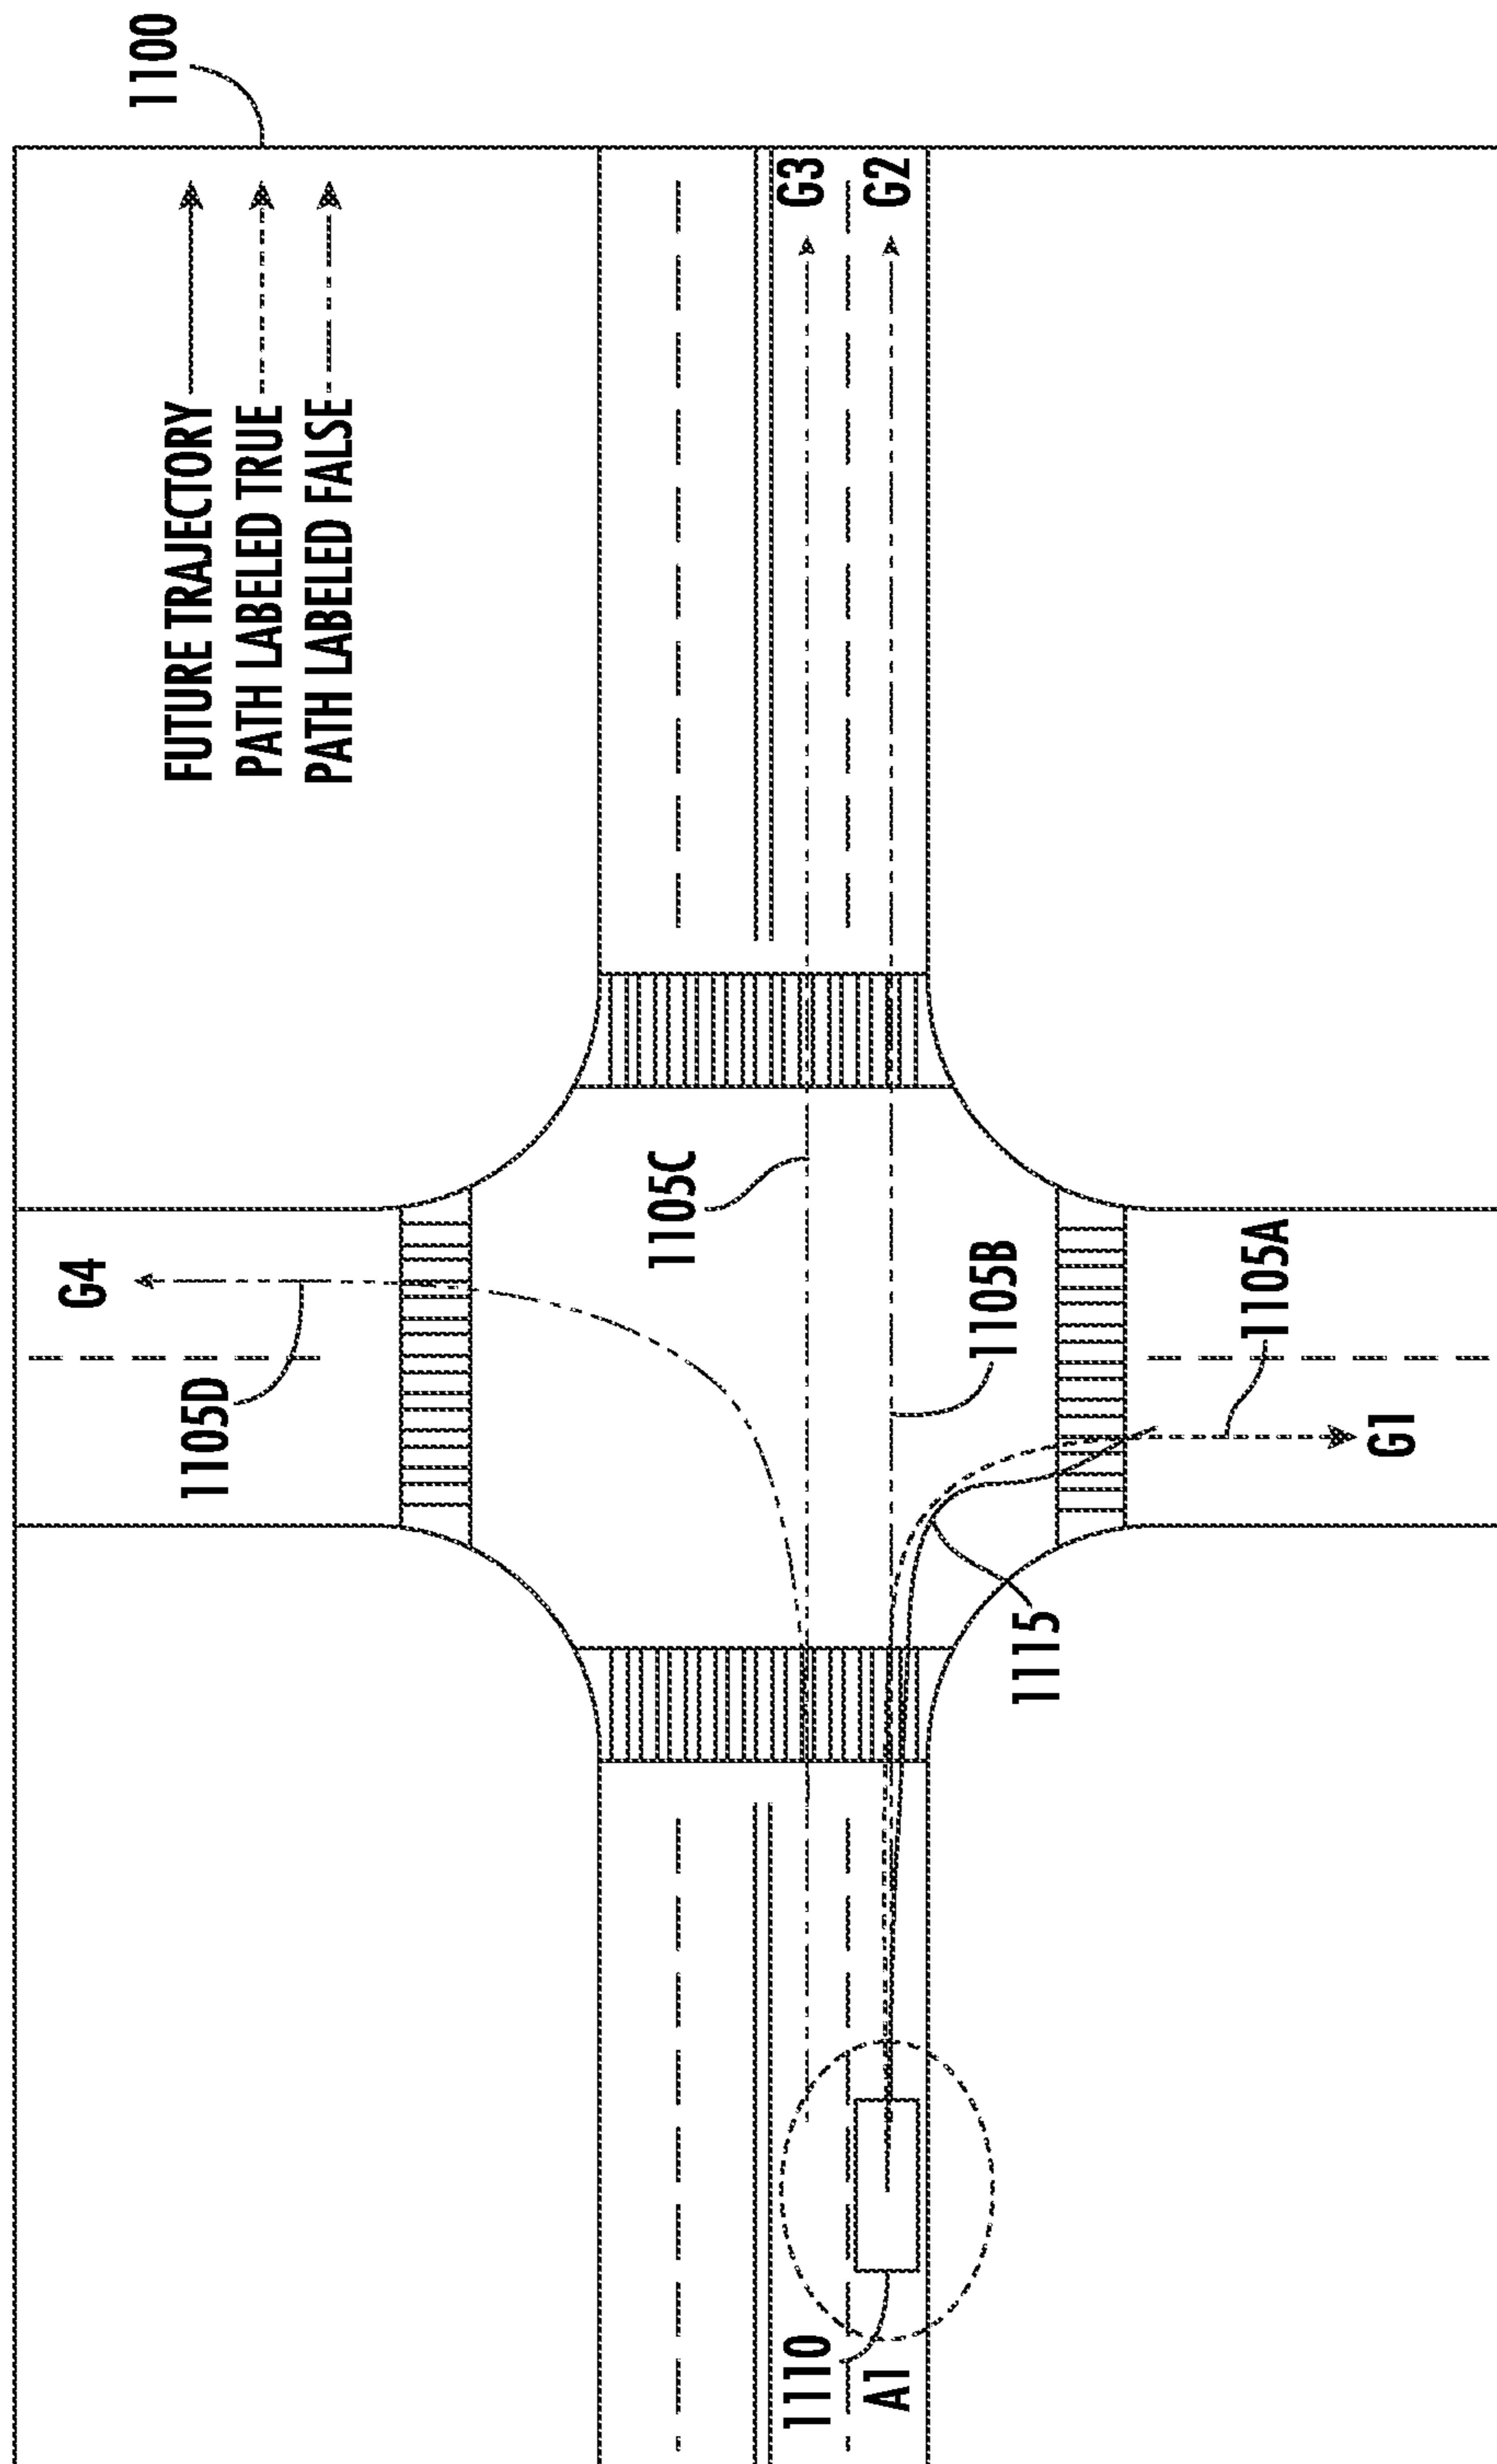 1100
FUTURE TRAJECTORY
PATH LABELED TRUE
PATH LABELED FALSE
G4
1105D
G3
G2
1105C
1105B
1105A
G1
1115
1110
A1